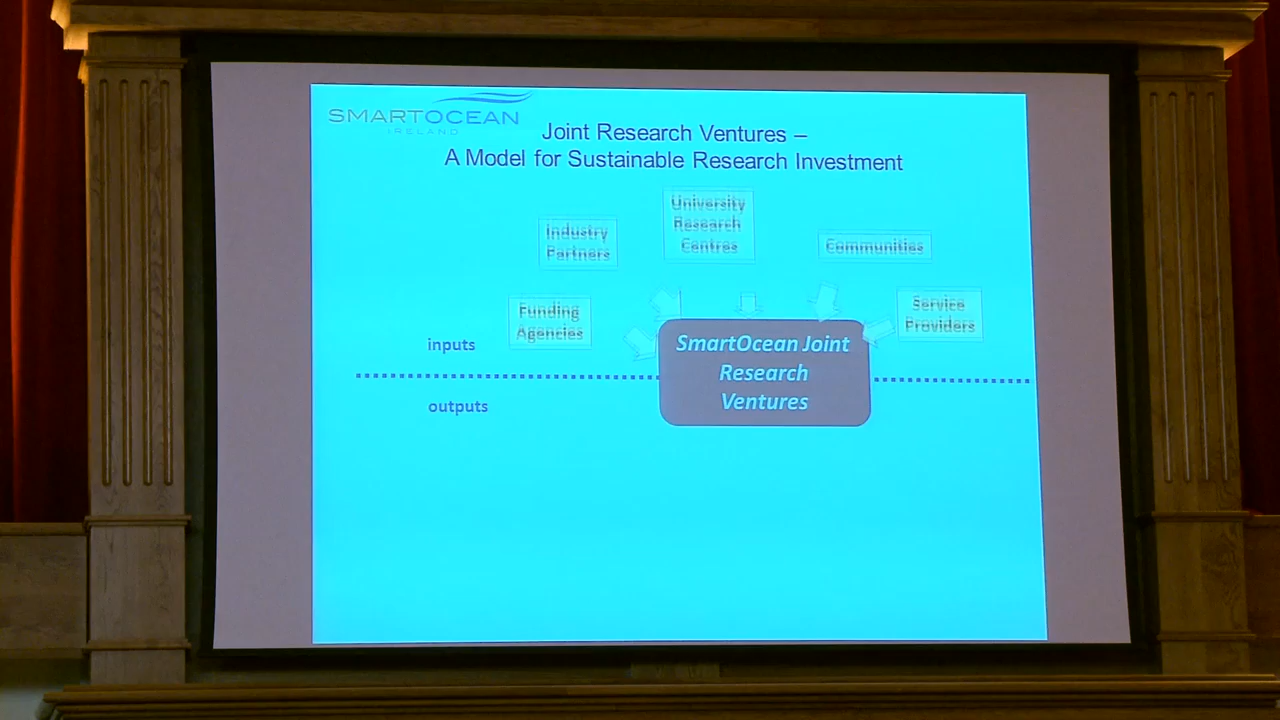 SMARTOCEAN
IRELAND
Joint Research Ventures –
A Model for Sustainable Research Investment
University
Research
Centres
Industry
Partners
Communities
Funding
Agencies
Service
Providers
inputs
SmartOcean Joint
Research
Ventures
outputs